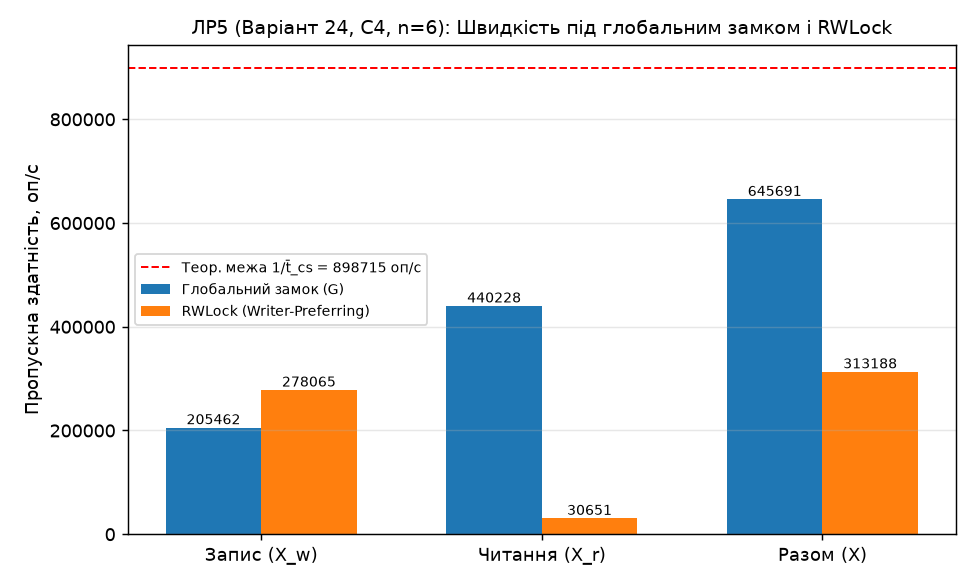 ЛР5 (Варіант 24, C4, n=6): Швидкість під глобальним замком і RWLock
Пропускна здатність, оп/с
800000
600000
400000
200000
0
Теор. межа 1/t̄_cs = 898715 оп/с
Глобальний замок (G)
RWLock (Writer-Preferring)
205462
278065
440228
30651
645691
313188
Запис (X_w)
Читання (X_r)
Разом (X)